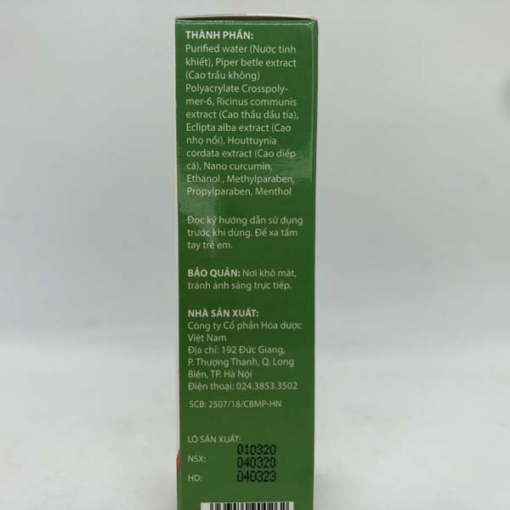 THÀNH PHẦN:
Purified water (Nước tinh
khiết), Piper betle extract
(Cao trầu không)
Polyacrylate Crosspoly-
mer-6, Ricinus communis
extract (Cao thầu dầu tía),
Eclipta alba extract (Cao
nhọ nồi), Houttuynia
cordata extract (Cao diếp
cá), Nano curcumin,
Ethanol , Methylparaben,
Propylparaben, Menthol
Đọc kỹ hướng dẫn sử dụng
trước khi dùng. Để xa tầm
tay trẻ em.
BẢO QUẢN: Nơi khô mát,
tránh ánh sáng trực tiếp.
NHÀ SẢN XUẤT:
Công ty Cổ phần Hóa dược
Việt Nam
Địa chỉ: 192 Đức Giang,
P. Thượng Thanh, Q. Long
Biên, TP. Hà Nội
Điện thoại: 024.3853.3502
SCB: 2507/18/CBMP-HN
LÔ SẢN XUẤT: 010320
NSX: 040320
HD: 040323